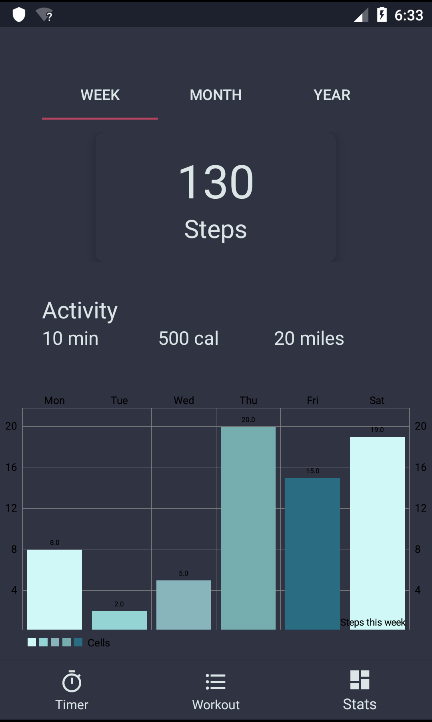 6:33
WEEK MONTH YEAR
130
Steps
Activity
10 min 500 cal 20 miles
Mon Tue Wed Thu Fri Sat
20 20
16 16
12 12
8 8
4 4
20.0
19.0
15.0
8.0
5.0
2.0
Steps this week
Cells
Timer Workout Stats